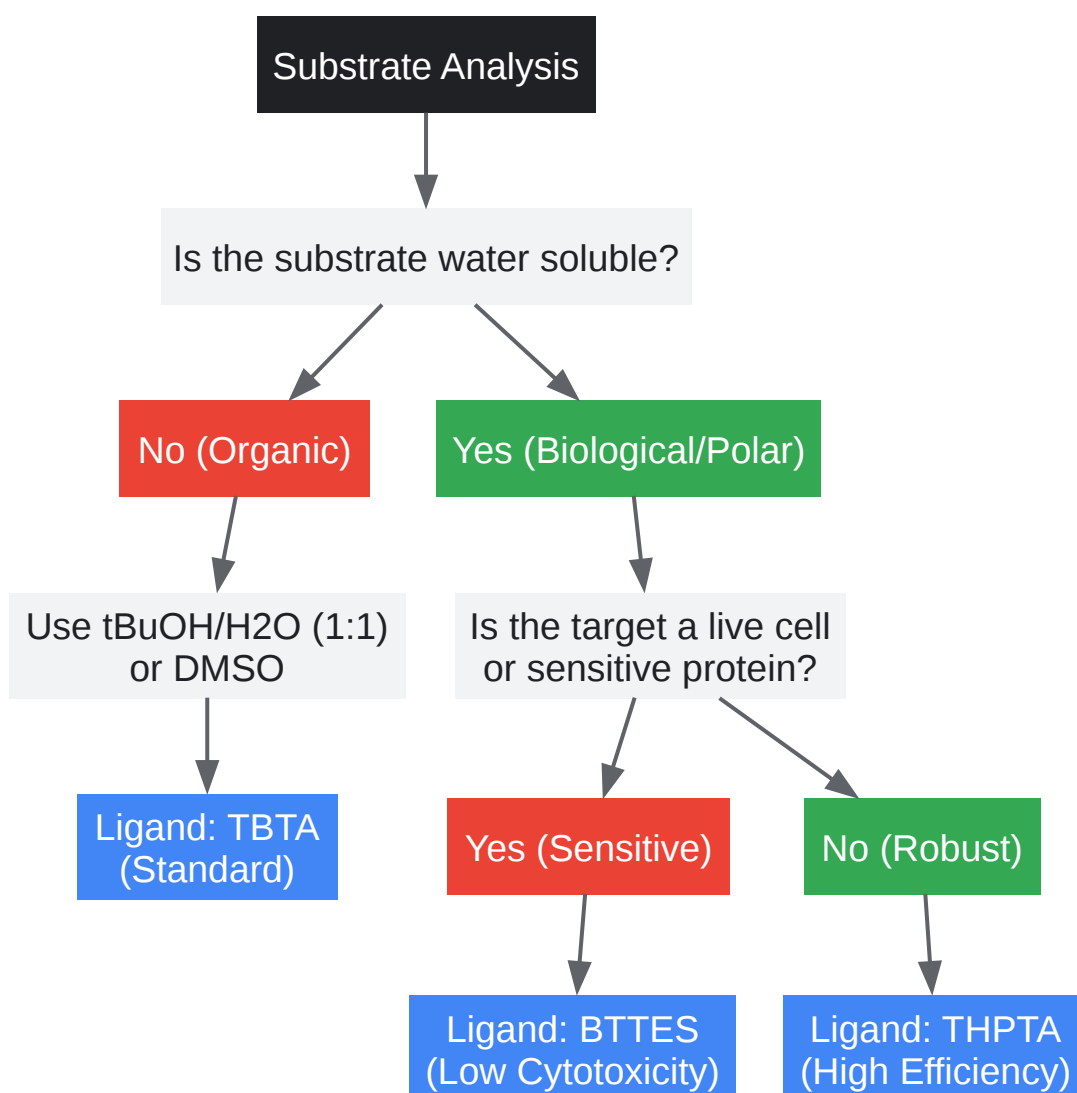 Substrate Analysis
Is the substrate water soluble?
No (Organic)
Yes (Biological/Polar)
Use tBuOH/H2O (1:1)
or DMSO
Is the target a live cell
or sensitive protein?
Ligand: TBTA
(Standard)
Yes (Sensitive)
No (Robust)
Ligand: BTTES
(Low Cytotoxicity)
Ligand: THPTA
(High Efficiency)